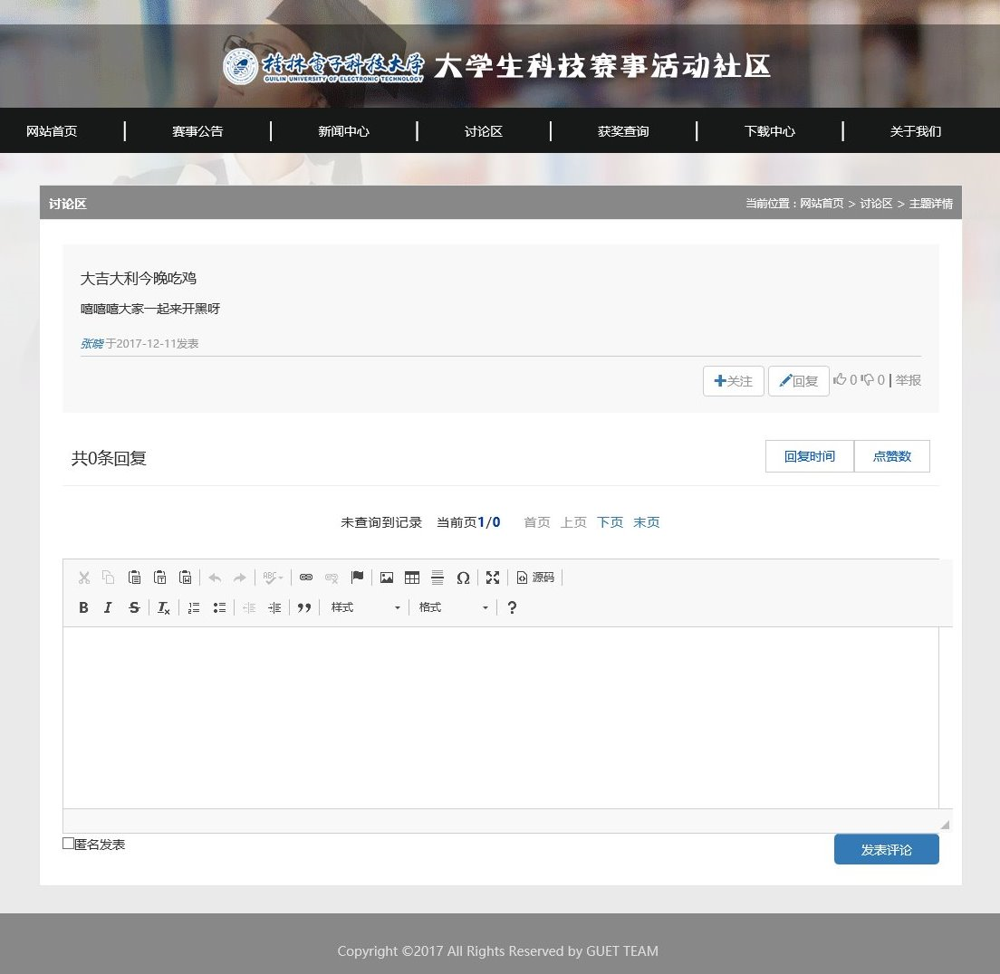 桂林电子科技大学 大学生科技赛事活动社区
GUILIN UNIVERSITY OF ELECTRONIC TECHNOLOGY
网站首页 赛事公告 新闻中心 讨论区 获奖查询 下载中心 关于我们
讨论区 当前位置：网站首页 > 讨论区 > 主题详情
大吉大利今晚吃鸡
嘻嘻嘻大家一起来开黑呀
张晓于2017-12-11发表
关注 回复 0 0 | 举报
共0条回复 回复时间 点赞数
未查询到记录 当前页1/0 首页 上页 下页 末页
ABC 源码
B I S Tx 样式 格式 ?
匿名发表 发表评论
Copyright ©2017 All Rights Reserved by GUET TEAM